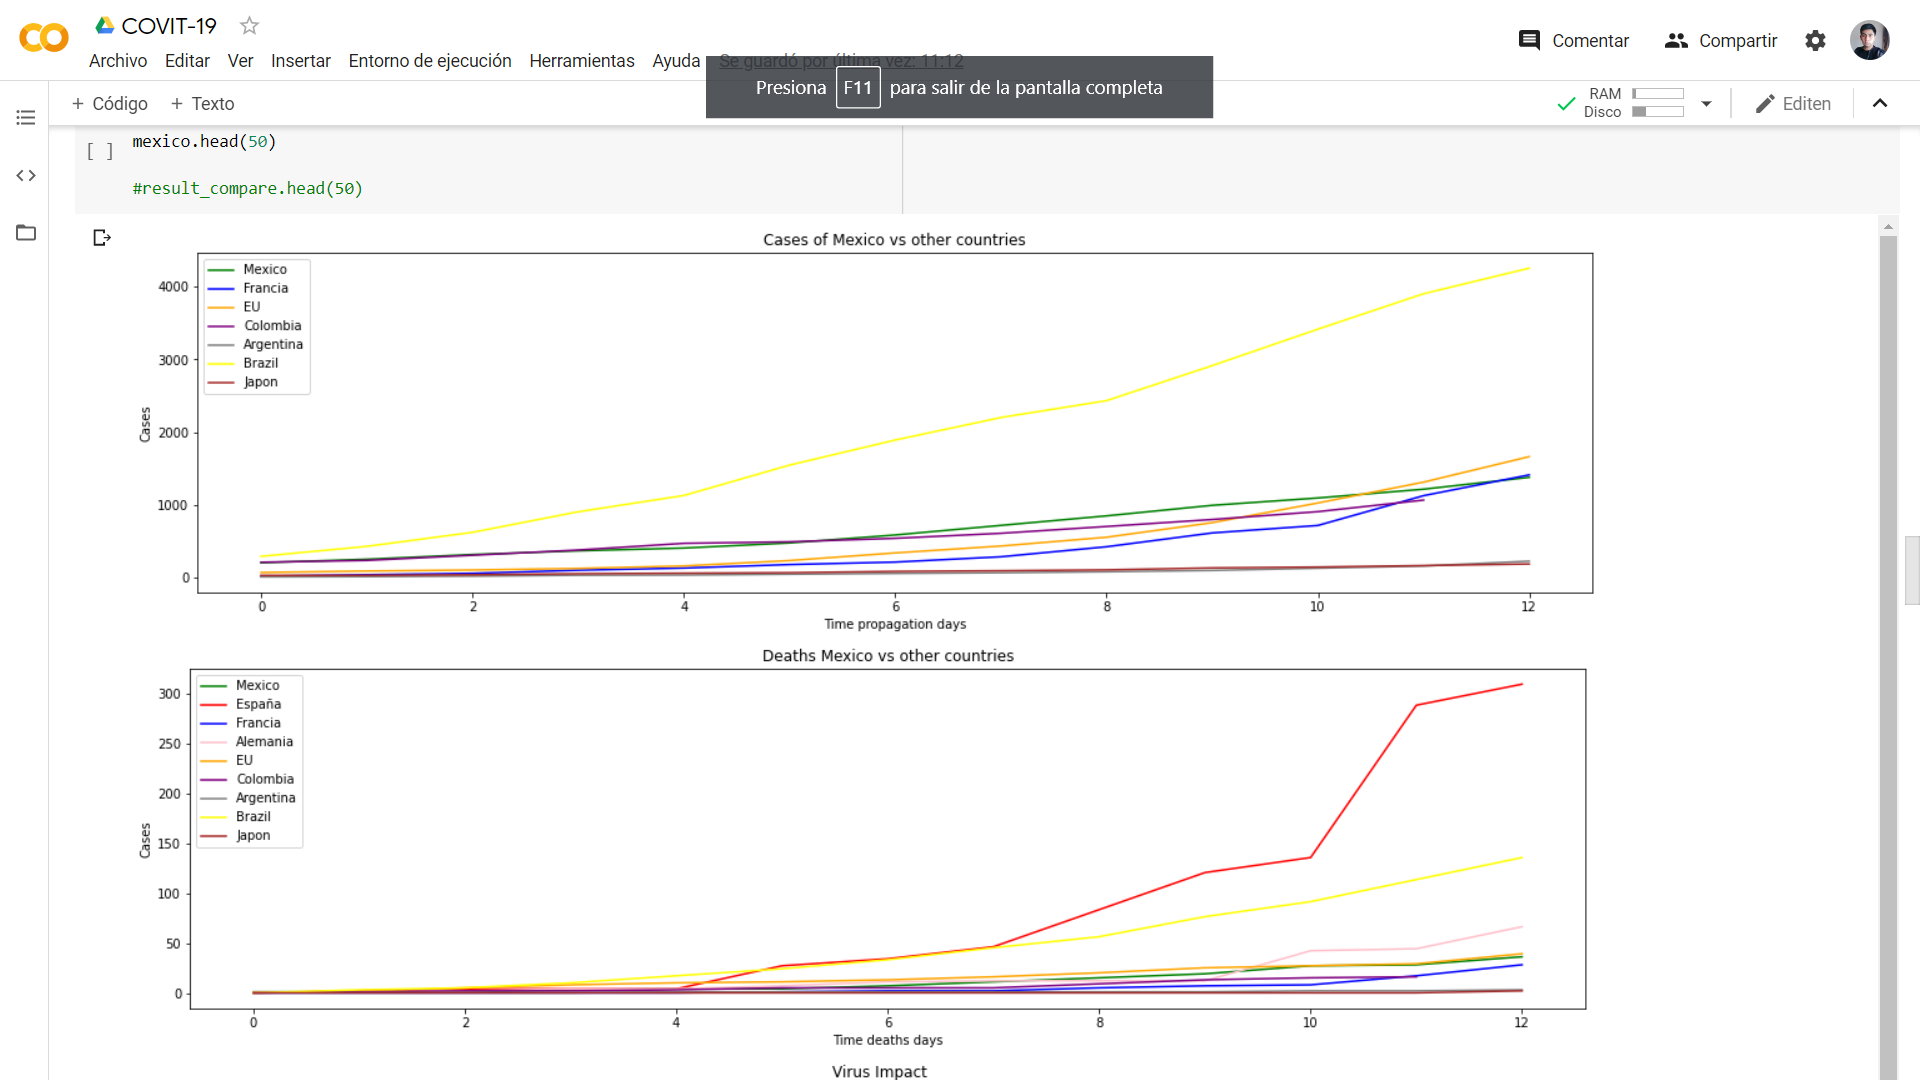 COVIT-19
Archivo Editar Ver Insertar Entorno de ejecución Herramientas Ayuda Se guardó por última vez: 11:12
Comentar Compartir
Presiona F11 para salir de la pantalla completa
+ Código + Texto
RAM
Disco
Editen
[ ] mexico.head(50)
#result_compare.head(50)
Cases of Mexico vs other countries
Mexico
Francia
EU
Colombia
Argentina
Brazil
Japon
4000
3000
2000
1000
0
Cases
0 2 4 6 8 10 12
Time propagation days
Deaths Mexico vs other countries
Mexico
España
Francia
Alemania
EU
Colombia
Argentina
Brazil
Japon
300
250
200
150
100
50
0
Cases
0 2 4 6 8 10 12
Time deaths days
Virus Impact